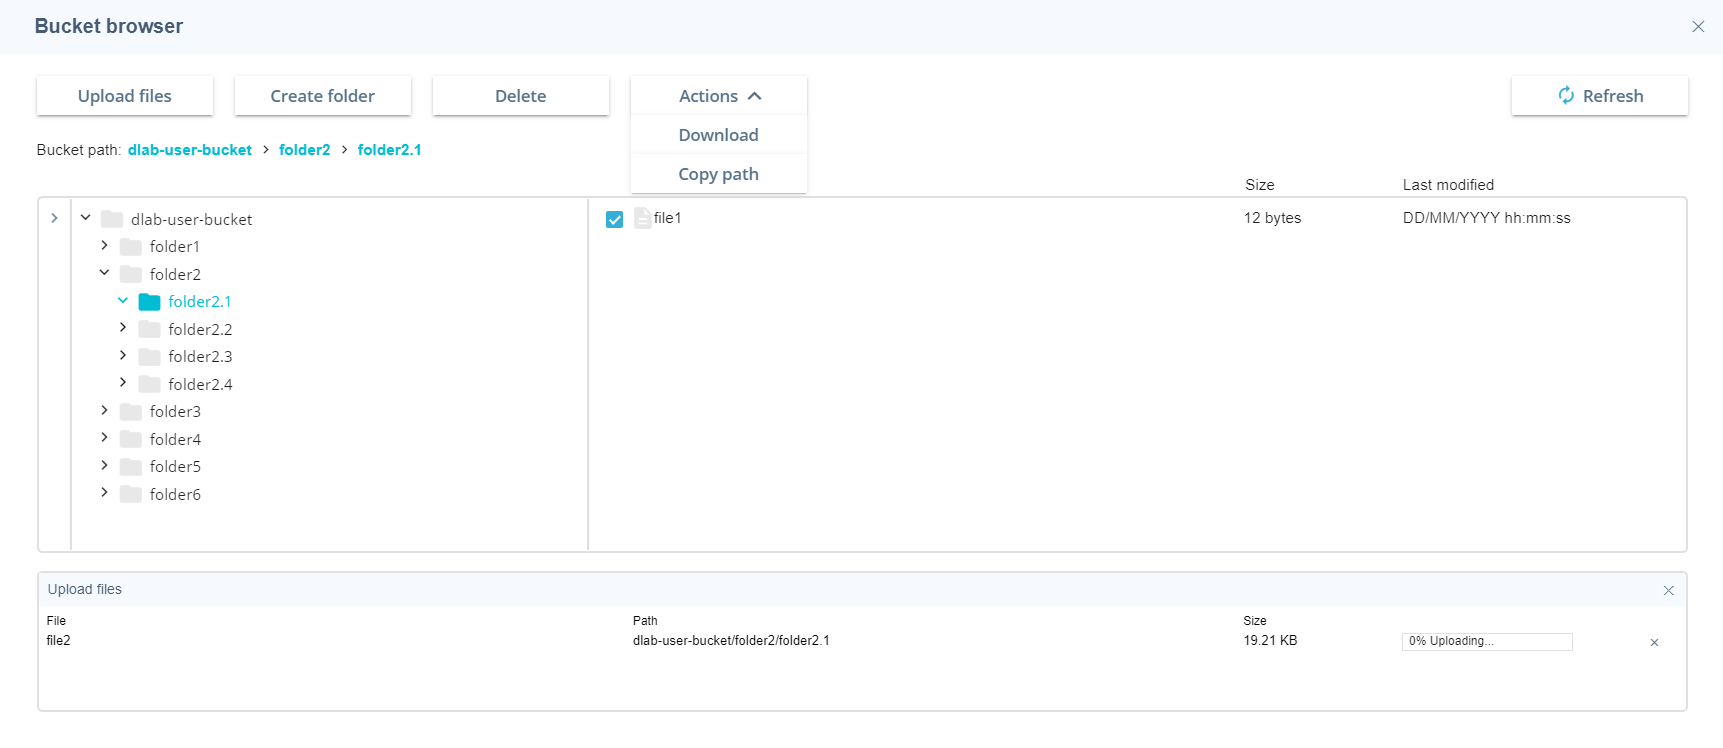 Bucket browser
Upload files
Create folder
Delete
Actions
Refresh
Download
Copy path
Bucket path: dlab-user-bucket > folder2 > folder2.1
Size
Last modified
dlab-user-bucket
folder1
folder2
folder2.1
folder2.2
folder2.3
folder2.4
folder3
folder4
folder5
folder6
file1
12 bytes
DD/MM/YYYY hh:mm:ss
Upload files
File
Path
Size
file2
dlab-user-bucket/folder2/folder2.1
19.21 KB
0% Uploading...